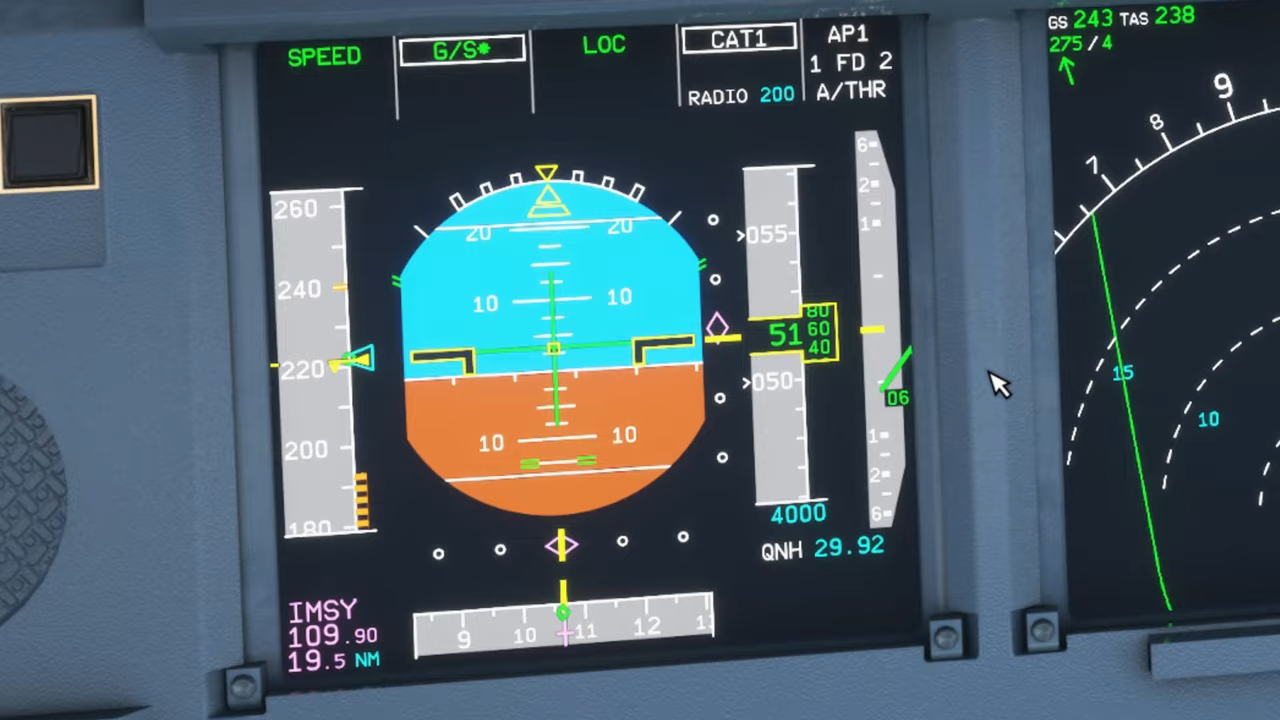 SPEED G/S* LOC CAT1 AP1
1 FD 2
RADIO 200 A/THR
GS 243 TAS 238
275 / 4
260
240
220
200
180
20 20
10 10
10 10
055
51 80
60
40
050
4000
QNH 29.92
6
2
1
06
1
2
6
9 10 11 12 13
IMSY
109.90
19.5 NM
7 8 9
15
10